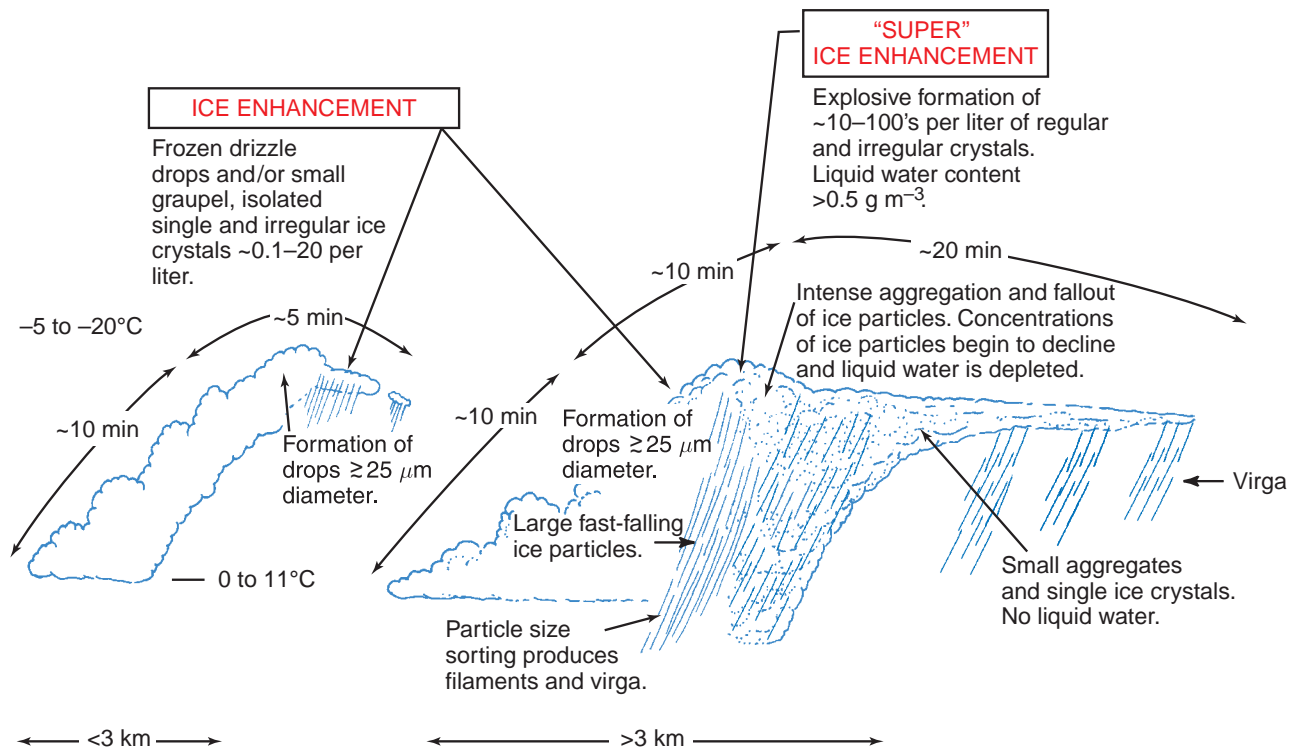 “SUPER”
ICE ENHANCEMENT
Explosive formation of
~10–100’s per liter of regular
and irregular crystals.
Liquid water content
>0.5 g m⁻³.
ICE ENHANCEMENT
Frozen drizzle
drops and/or small
graupel, isolated
single and irregular ice
crystals ~0.1–20 per
liter.
–5 to –20°C
~5 min
~10 min
~10 min
~20 min
Intense aggregation and fallout
of ice particles. Concentrations
of ice particles begin to decline
and liquid water is depleted.
~10 min
Formation of
drops ≳25 μm
diameter.
Formation of
drops ≳25 μm
diameter.
Large fast-falling
ice particles.
Virga
0 to 11°C
Small aggregates
and single ice crystals.
No liquid water.
Particle size
sorting produces
filaments and virga.
<3 km
>3 km